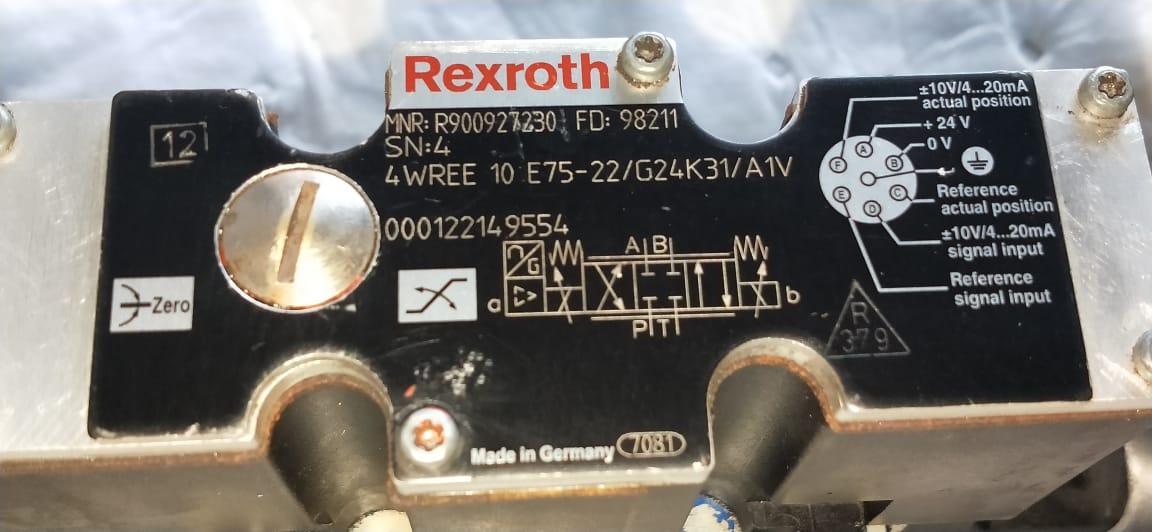 Rexroth
MNR: R900927230 FD: 98211
SN:4
4WREE 10 E75-22/G24K31/A1V
000122149554
12
Zero
G
a
A B
P T
b
±10V/4...20mA
actual position
+ 24 V
0 V
F
A
B
E
D
C
Reference
actual position
±10V/4...20mA
signal input
Reference
signal input
R
379
Made in Germany 7081